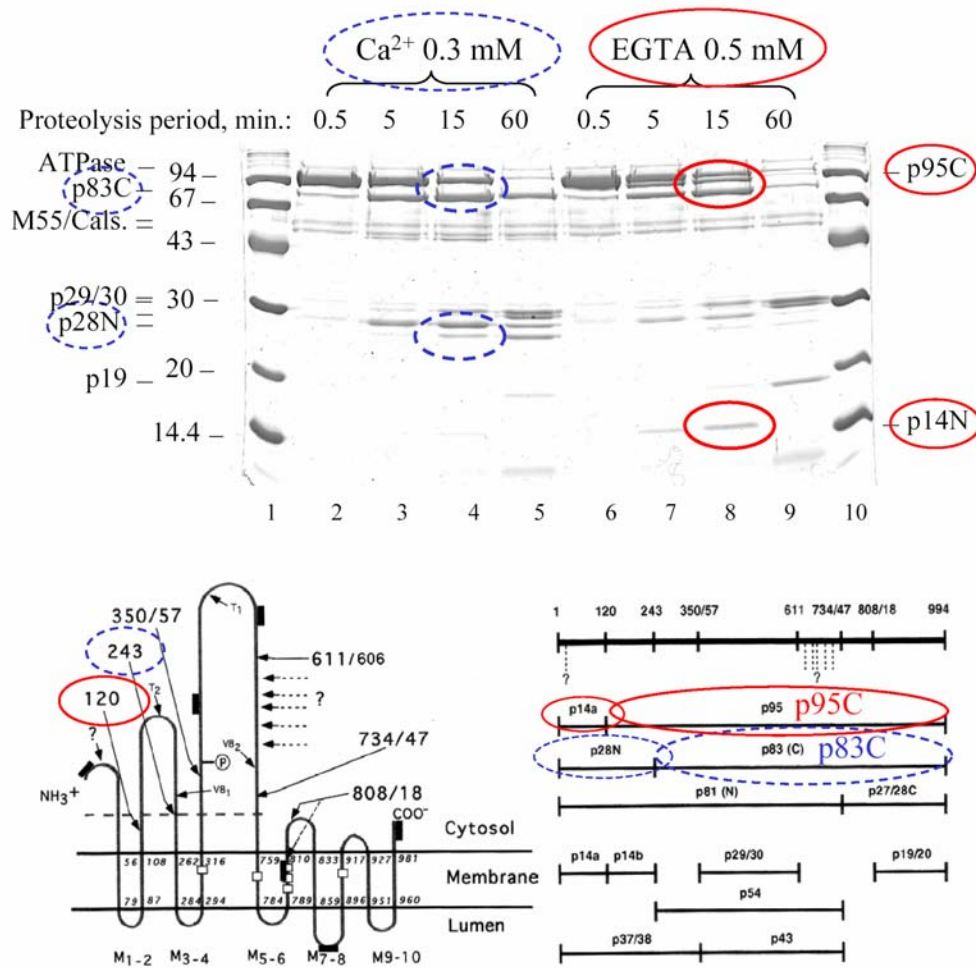 Ca²⁺ 0.3 mM EGTA 0.5 mM
Proteolysis period, min.: 0.5 5 15 60 0.5 5 15 60
ATPase 94 p95C
p83C 67
M55/Cals.
43
p29/30 30
p28N
20
p19
14.4 p14N
1 2 3 4 5 6 7 8 9 10
350/57
243
120
?
T₁
T₂
611/606
?
VB₂
P
VB₁
734/47
808/18
NH3+
COO⁻
Cytosol
56 108 262 316 759 810 833 917 927 981
Membrane
79 87 284 294 784 789 859 896 951 960
Lumen
M1-2 M3-4 M5-6 M7-8 M9-10
1 120 243 350/57 611 734/47 808/18 994
? ?
p14a p95 p95C
p28N p83 (C) p83C
p81 (N) p27/28C
p14a p14b p29/30 p19/20
p54
p37/38 p43